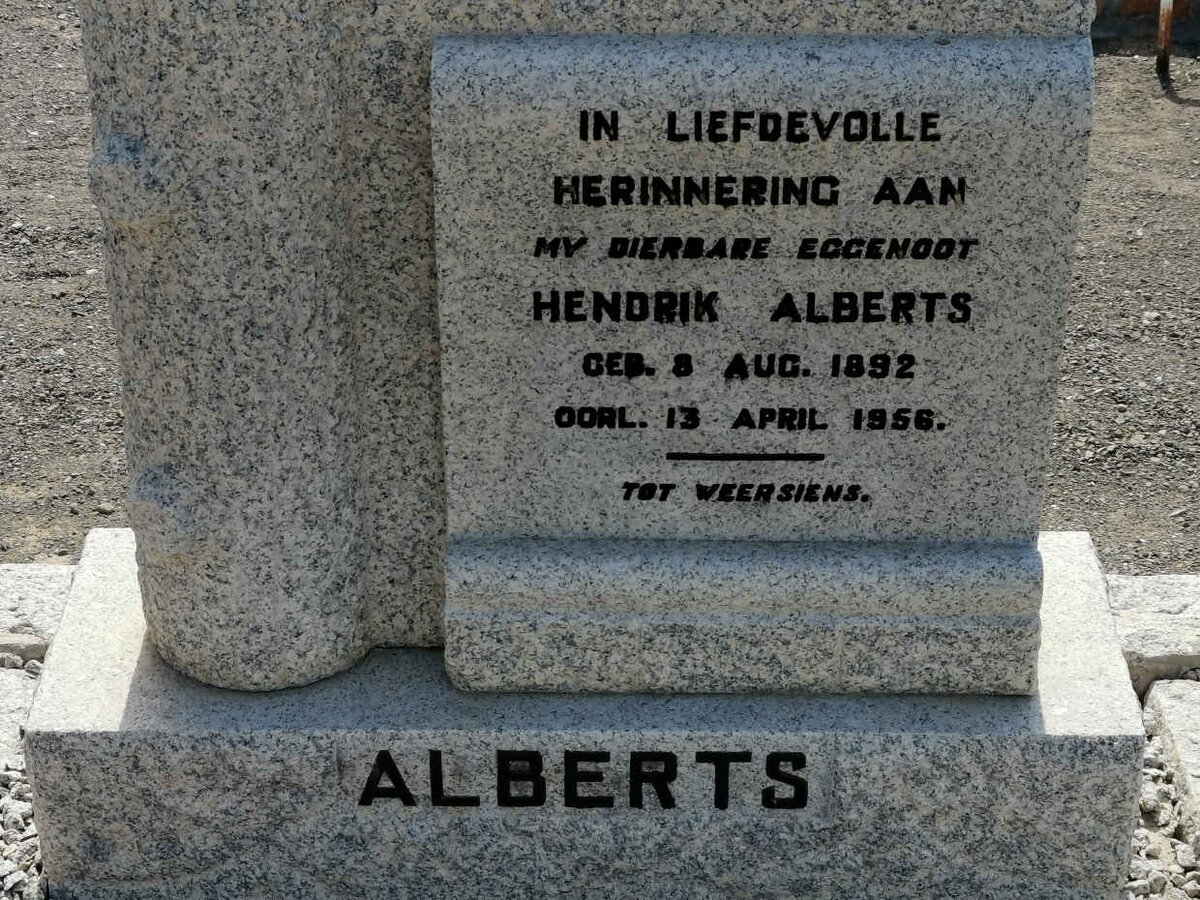 IN LIEFDEVOLLE
HERINNERING AAN
MY DIERBARE EGGENOOT
HENDRIK ALBERTS
GEB. 8 AUG. 1892
OORL. 13 APRIL 1956.
TOT WEERSIENS.
ALBERTS